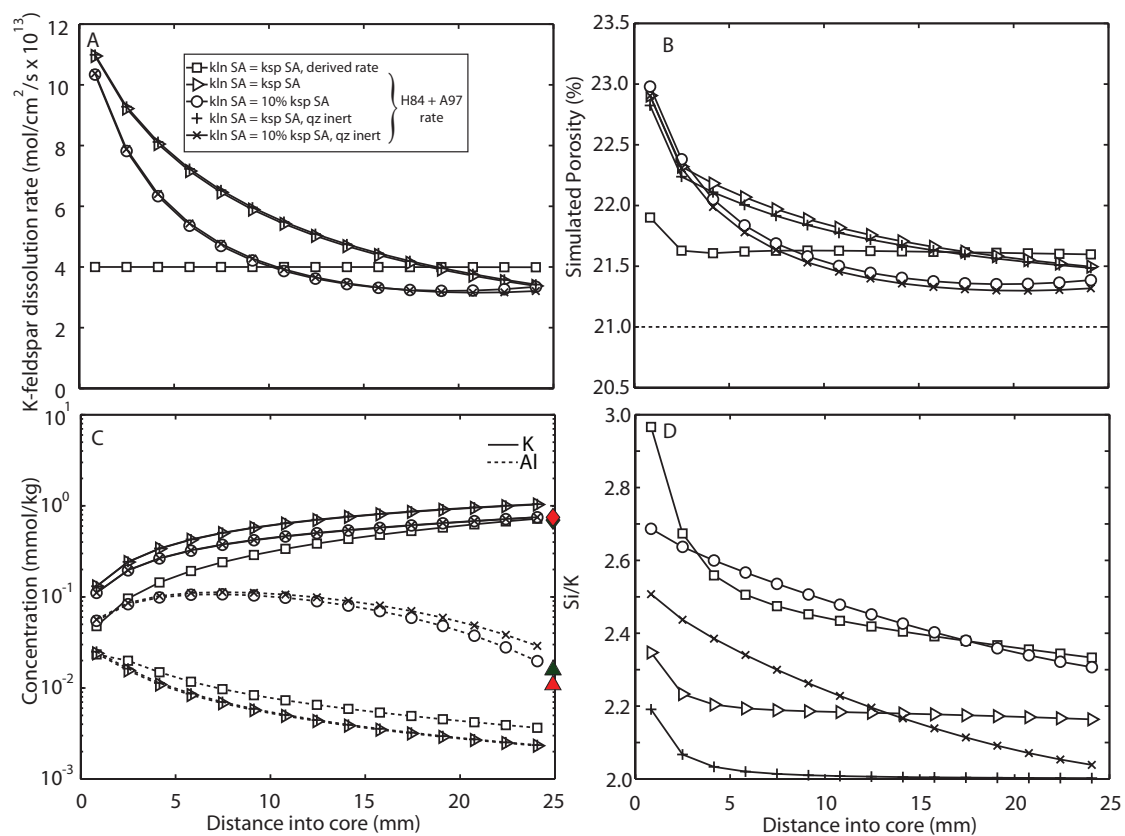 A
12
10
8
6
4
2
0
K-feldspar dissolution rate (mol/cm²/s x 10¹³)
kln SA = ksp SA, derived rate
kln SA = ksp SA
kln SA = 10% ksp SA
kln SA = ksp SA, qz inert
kln SA = 10% ksp SA, qz inert
H84 + A97
rate
0 5 10 15 20 25
B
23.5
23.0
22.5
22.0
21.5
21.0
20.5
Simulated Porosity (%)
0 5 10 15 20 25
C
K
Al
10¹
10⁰
10⁻¹
10⁻²
10⁻³
Concentration (mmol/kg)
0 5 10 15 20 25
Distance into core (mm)
D
3.0
2.8
2.6
2.4
2.2
2.0
Si/K
0 5 10 15 20 25
Distance into core (mm)